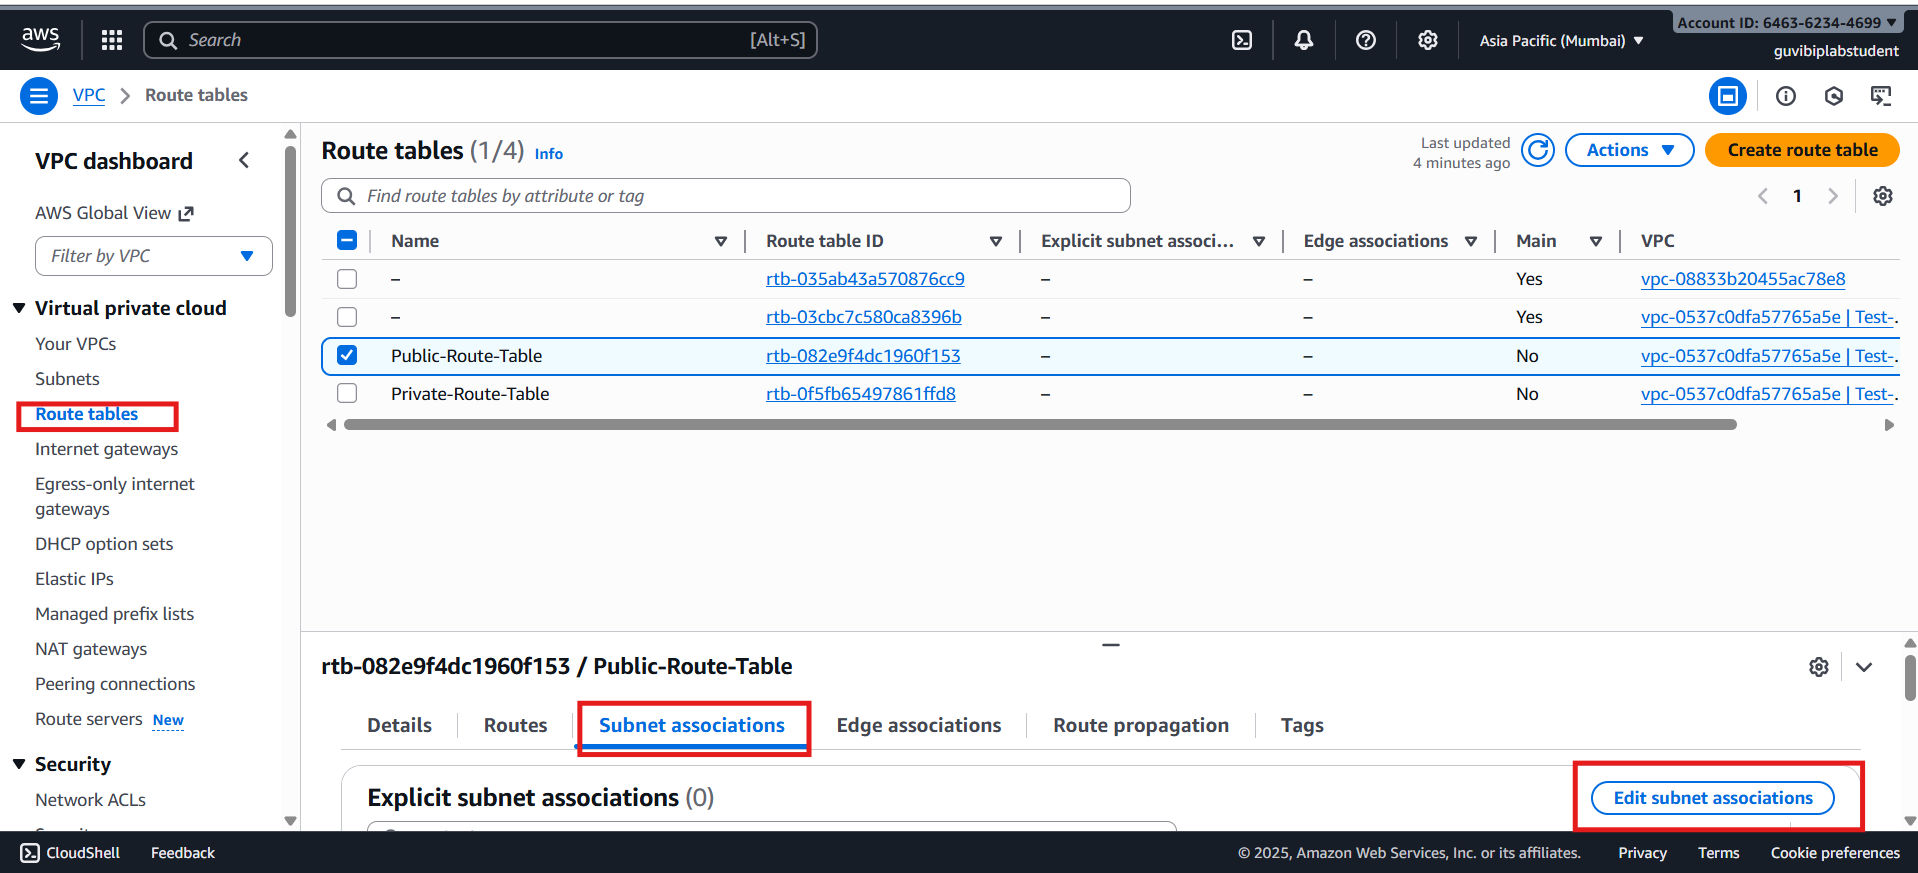 aws
Search [Alt+S]
Asia Pacific (Mumbai)
Account ID: 6463-6234-4699
guvibiplabstudent
VPC Route tables
VPC dashboard
AWS Global View
Filter by VPC
Virtual private cloud
Your VPCs
Subnets
Route tables
Internet gateways
Egress-only internet
gateways
DHCP option sets
Elastic IPs
Managed prefix lists
NAT gateways
Peering connections
Route servers New
Security
Network ACLs
Route tables (1/4) Info
Last updated
4 minutes ago
Actions
Create route table
Find route tables by attribute or tag
1
Name Route table ID Explicit subnet associ... Edge associations Main VPC
– rtb-035ab43a570876cc9 – – Yes vpc-08833b20455ac78e8
– rtb-03cbc7c580ca8396b – – Yes vpc-0537c0dfa57765a5e | Test-.
Public-Route-Table rtb-082e9f4dc1960f153 – – No vpc-0537c0dfa57765a5e | Test-.
Private-Route-Table rtb-0f5fb65497861ffd8 – – No vpc-0537c0dfa57765a5e | Test-.
rtb-082e9f4dc1960f153 / Public-Route-Table
Details Routes Subnet associations Edge associations Route propagation Tags
Explicit subnet associations (0)
Edit subnet associations
CloudShell Feedback © 2025, Amazon Web Services, Inc. or its affiliates. Privacy Terms Cookie preferences